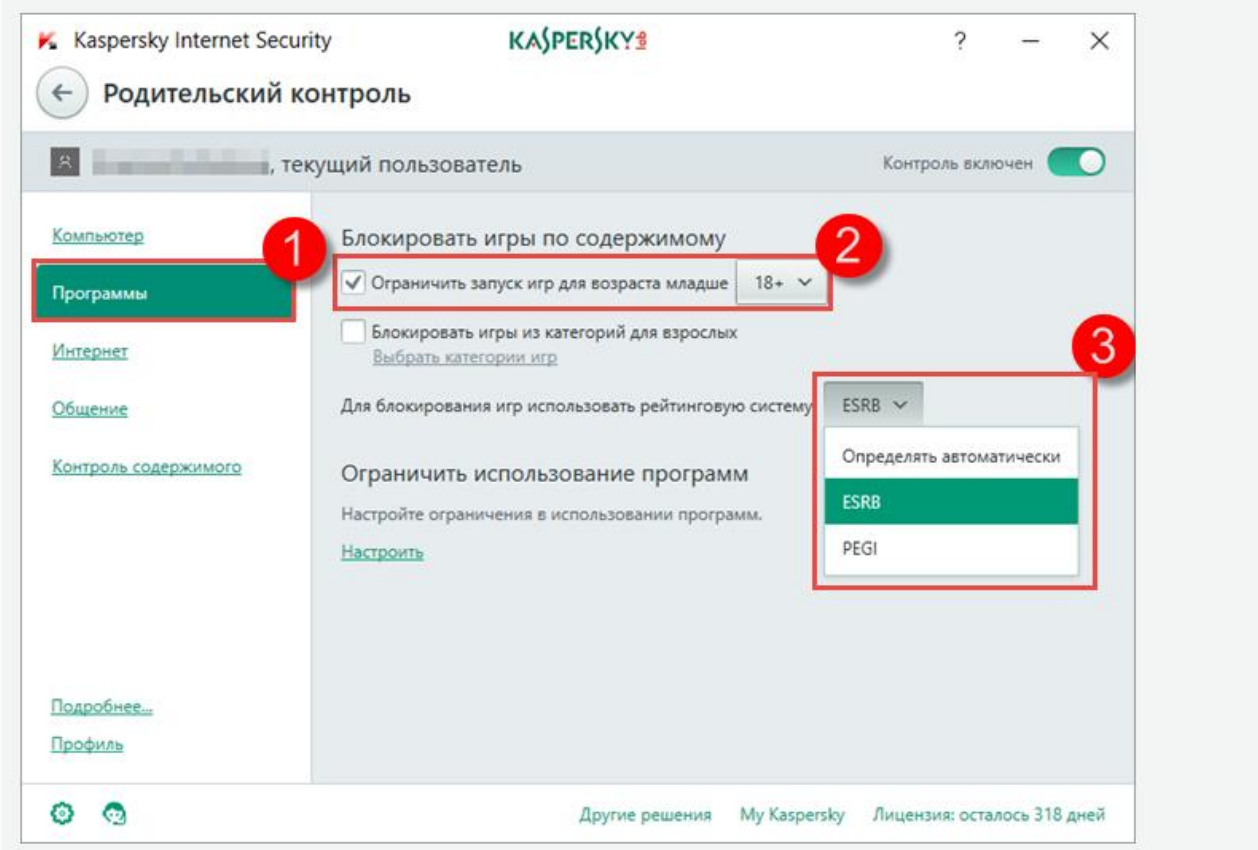 Kaspersky Internet Security
KASPERSKY
? — ×
Родительский контроль
, текущий пользователь
Контроль включен
Компьютер
1
Программы
Интернет
Общение
Контроль содержимого
Блокировать игры по содержимому
2
Ограничить запуск игр для возраста младше 18+
Блокировать игры из категорий для взрослых
Выбрать категории игр
3
Для блокирования игр использовать рейтинговую систему ESRB
Определять автоматически
ESRB
PEGI
Ограничить использование программ
Настройте ограничения в использовании программ.
Настроить
Подробнее...
Профиль
Другие решения My Kaspersky Лицензия: осталось 318 дней